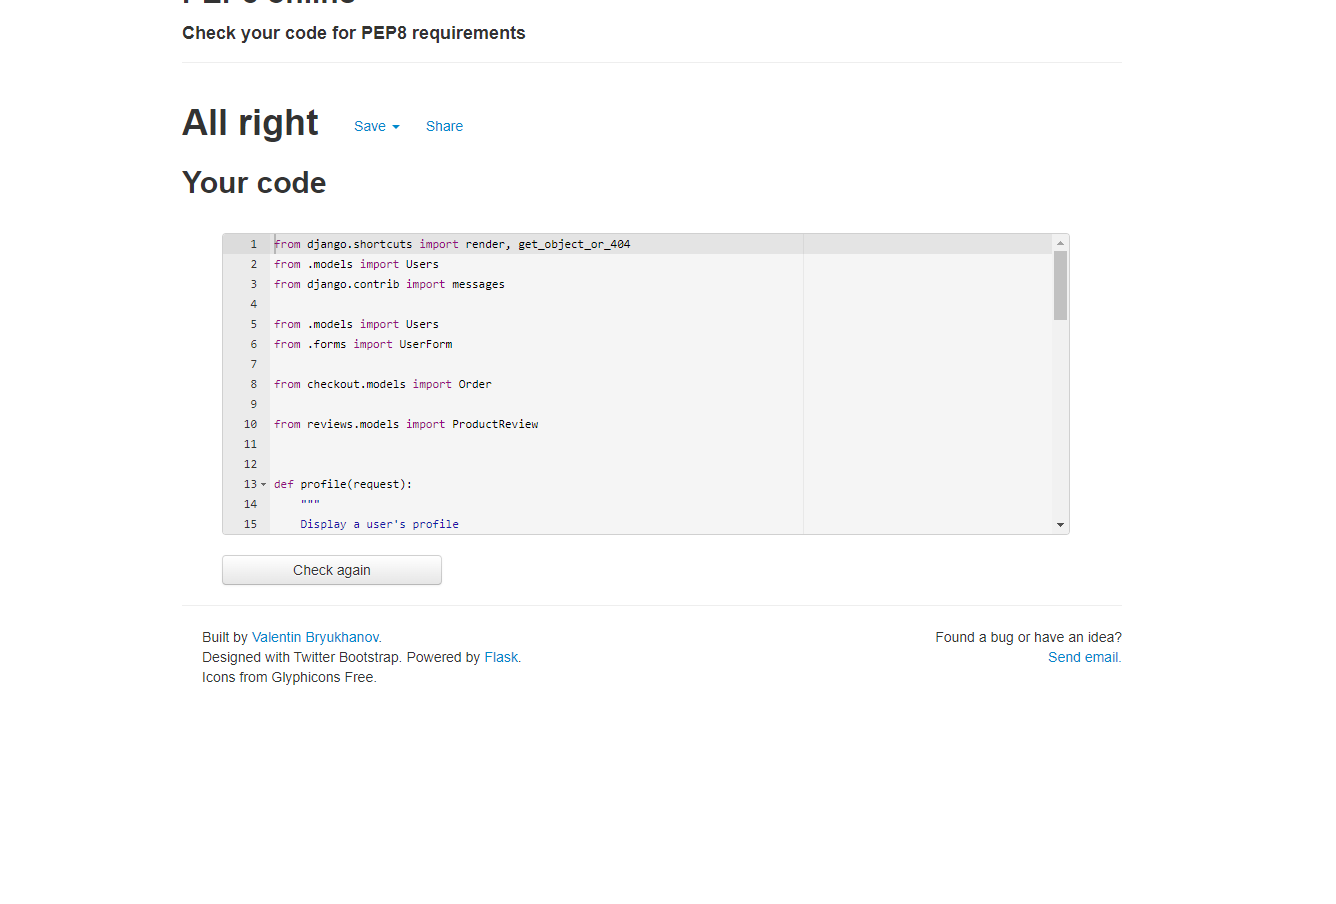 Check your code for PEP8 requirements
All right Save Share
Your code
1 from django.shortcuts import render, get_object_or_404
2 from .models import Users
3 from django.contrib import messages
4
5 from .models import Users
6 from .forms import UserForm
7
8 from checkout.models import Order
9
10 from reviews.models import ProductReview
11
12
13 def profile(request):
14 """
15 Display a user's profile
Check again
Built by Valentin Bryukhanov.
Designed with Twitter Bootstrap. Powered by Flask.
Icons from Glyphicons Free.
Found a bug or have an idea?
Send email.